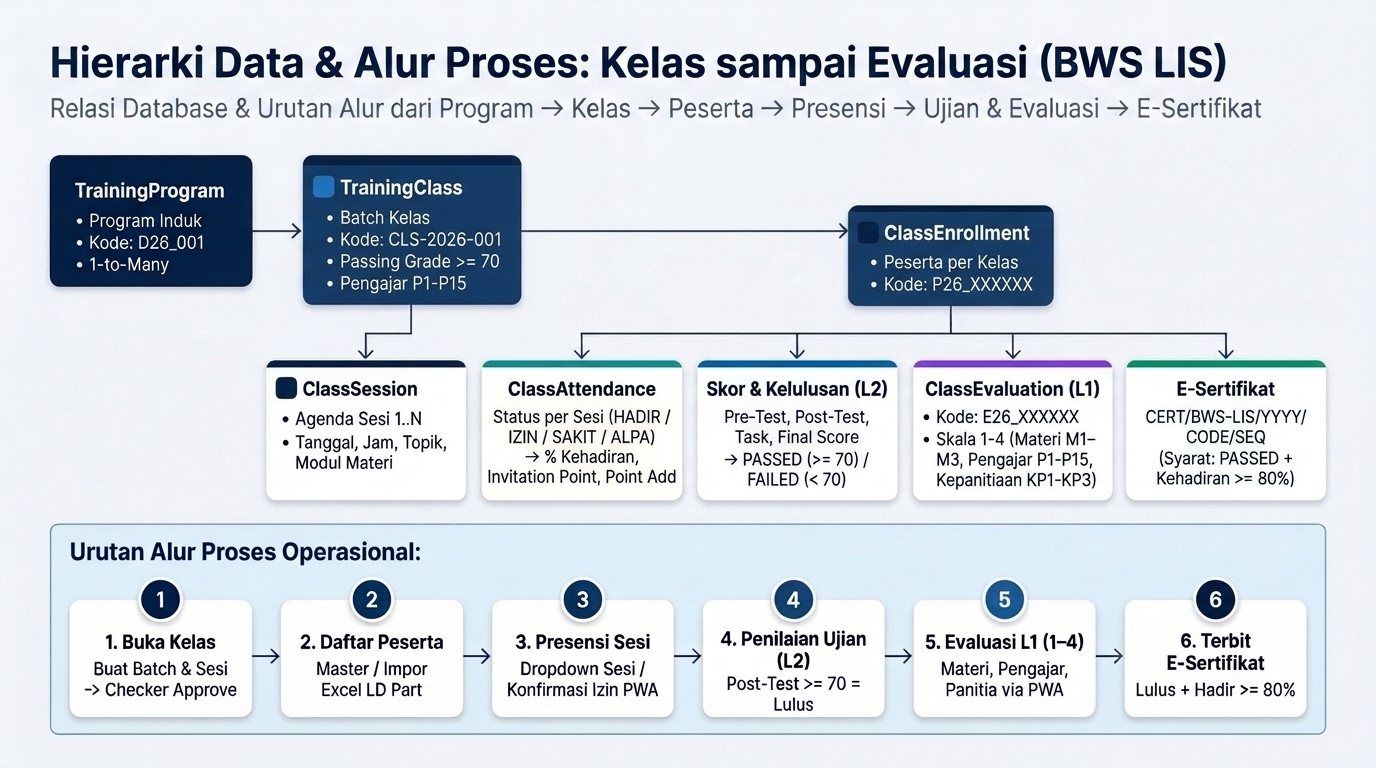 Hierarki Data & Alur Proses: Kelas sampai Evaluasi (BWS LIS)
Relasi Database & Urutan Alur dari Program → Kelas → Peserta → Presensi → Ujian & Evaluasi → E-Sertifikat
TrainingProgram
• Program Induk
• Kode: D26_001
• 1-to-Many
TrainingClass
• Batch Kelas
• Kode: CLS-2026-001
• Passing Grade >= 70
• Pengajar P1-P15
ClassEnrollment
• Peserta per Kelas
• Kode: P26_XXXXXX
ClassSession
• Agenda Sesi 1..N
• Tanggal, Jam, Topik,
Modul Materi
ClassAttendance
Status per Sesi (HADIR /
IZIN / SAKIT / ALPA)
→ % Kehadiran,
Invitation Point, Point Add
Skor & Kelulusan (L2)
Pre-Test, Post-Test,
Task, Final Score
→ PASSED (>= 70) /
FAILED (< 70)
ClassEvaluation (L1)
• Kode: E26_XXXXXX
• Skala 1-4 (Materi M1–
M3, Pengajar P1-P15,
Kepanitiaan KP1-KP3)
E-Sertifikat
CERT/BWS-LIS/YYYY/
CODE/SEQ
(Syarat: PASSED +
Kehadiran >= 80%)
Urutan Alur Proses Operasional:
1
1. Buka Kelas
Buat Batch & Sesi
-> Checker Approve
2
2. Daftar Peserta
Master / Impor
Excel LD Part
3
3. Presensi Sesi
Dropdown Sesi /
Konfirmasi Izin PWA
4
4. Penilaian Ujian
(L2)
Post-Test >= 70 =
Lulus
5
5. Evaluasi L1 (1–4)
Materi, Pengajar,
Panitia via PWA
6
6. Terbit
E-Sertifikat
Lulus + Hadir >= 80%